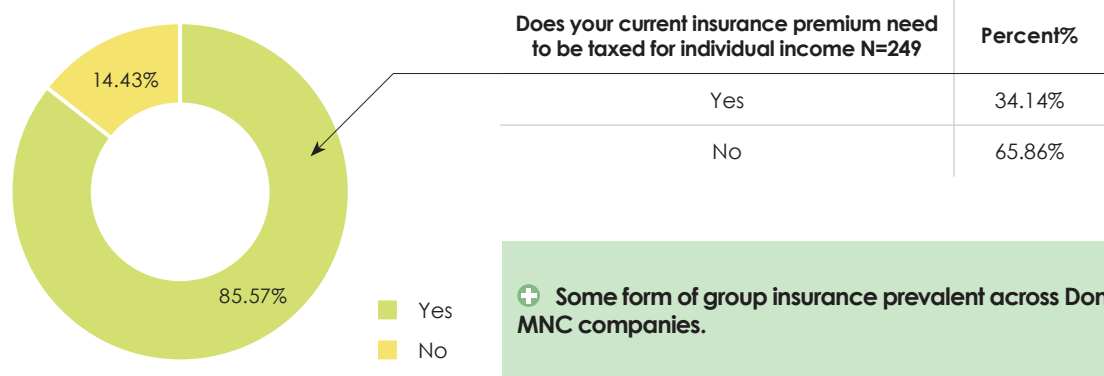 14.43%
85.57%
Yes
No
Does your current insurance premium need
to be taxed for individual income N=249
Percent%
Yes
34.14%
No
65.86%
Some form of group insurance prevalent across
MNC companies.